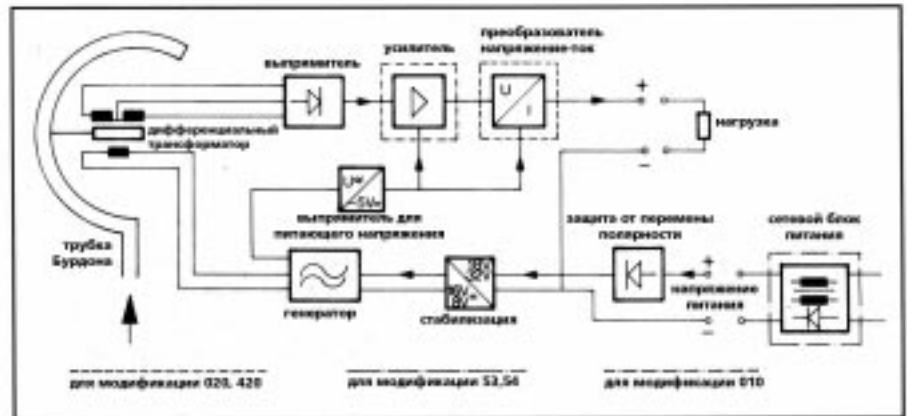 преобразователь
напряжение-ток
усилитель
выпрямитель
U
I
+
−
нагрузка
дифференциальный
трансформатор
выпрямитель для
питающего напряжения
защита от перемены
полярности
сетевой блок
питания
трубка
Бурдона
+
напряжение
питания
−
генератор
стабилизация
для модификации 020, 420
для модификации 53,54
для модификации 010